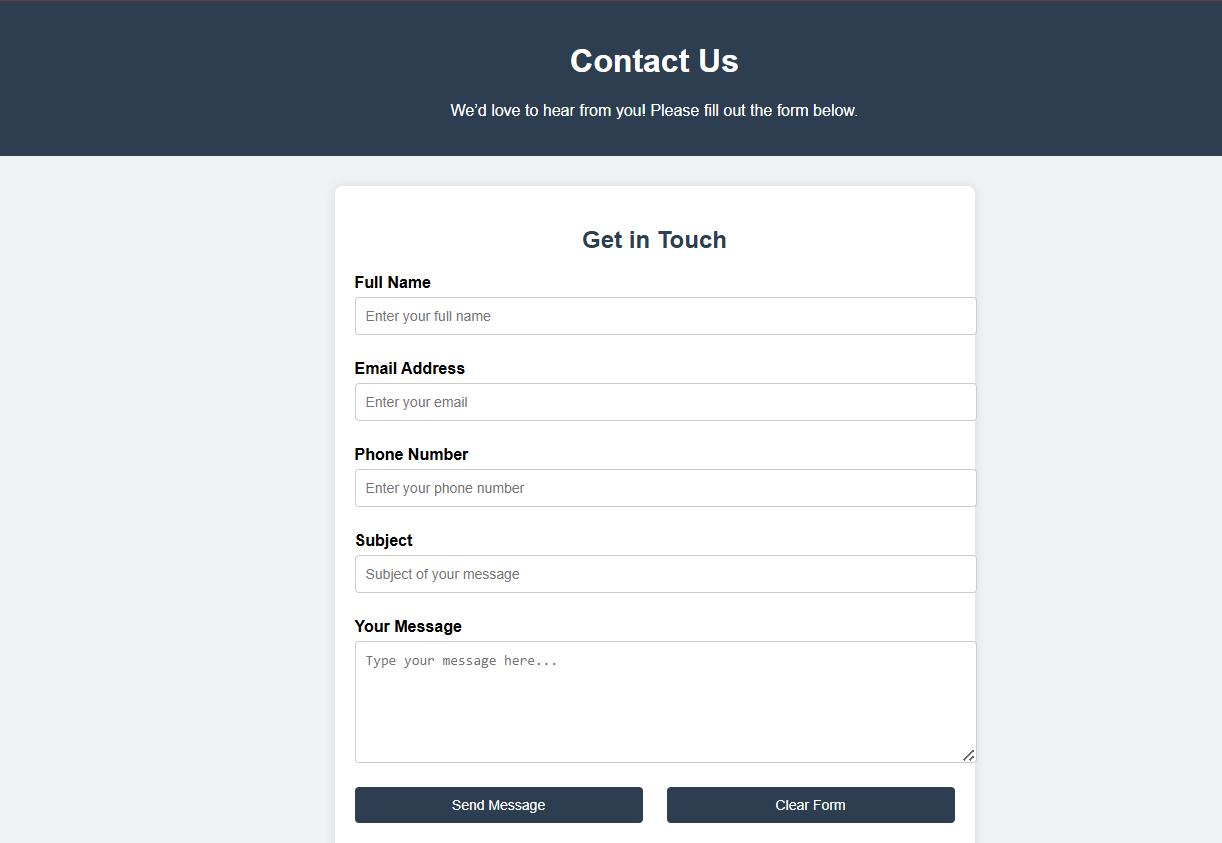 Contact Us
We’d love to hear from you! Please fill out the form below.
Get in Touch
Full Name
Enter your full name
Email Address
Enter your email
Phone Number
Enter your phone number
Subject
Subject of your message
Your Message
Type your message here...
Send Message
Clear Form